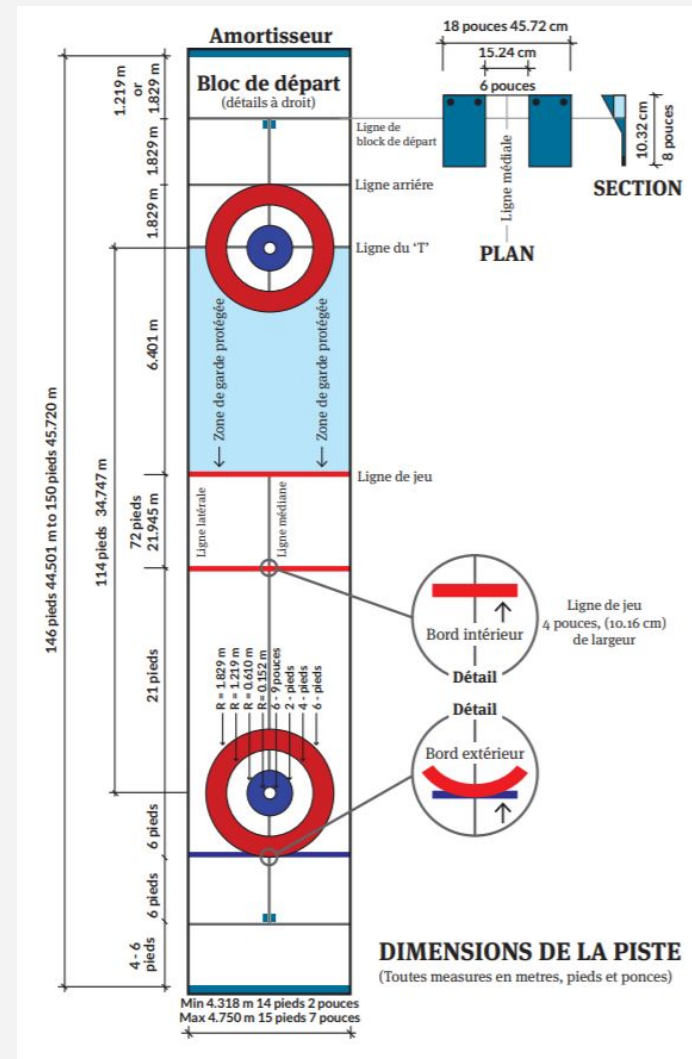 Amortisseur
Bloc de départ
(détails à droit)
18 pouces 45.72 cm
15.24 cm
6 pouces
10.32 cm
8 pouces
Ligne médiale
SECTION
PLAN
Ligne de
block de départ
Ligne arriére
Ligne du ‘T’
1.219 m
or
1.829 m
1.829 m
1.829 m
6.401 m
Zone de garde protégée
Zone de garde protégée
Ligne de jeu
146 pieds 44.501 m to 150 pieds 45.720 m
114 pieds 34.747 m
72 pieds
21.945 m
Ligne latérale
Ligne médiane
21 pieds
Bord intérieur
Détail
Ligne de jeu
4 pouces, (10.16 cm)
de largeur
R = 1.829 m
R = 1.219 m
R = 0.610 m
R = 0.152 m
6 - 9 pouces
2 - pieds
4 - pieds
6 - pieds
Détail
Bord extérieur
6 pieds
6 pieds
4 - 6
pieds
DIMENSIONS DE LA PISTE
(Toutes measures en metres, pieds et ponces)
Min 4.318 m 14 pieds 2 pouces
Max 4.750 m 15 pieds 7 pouces